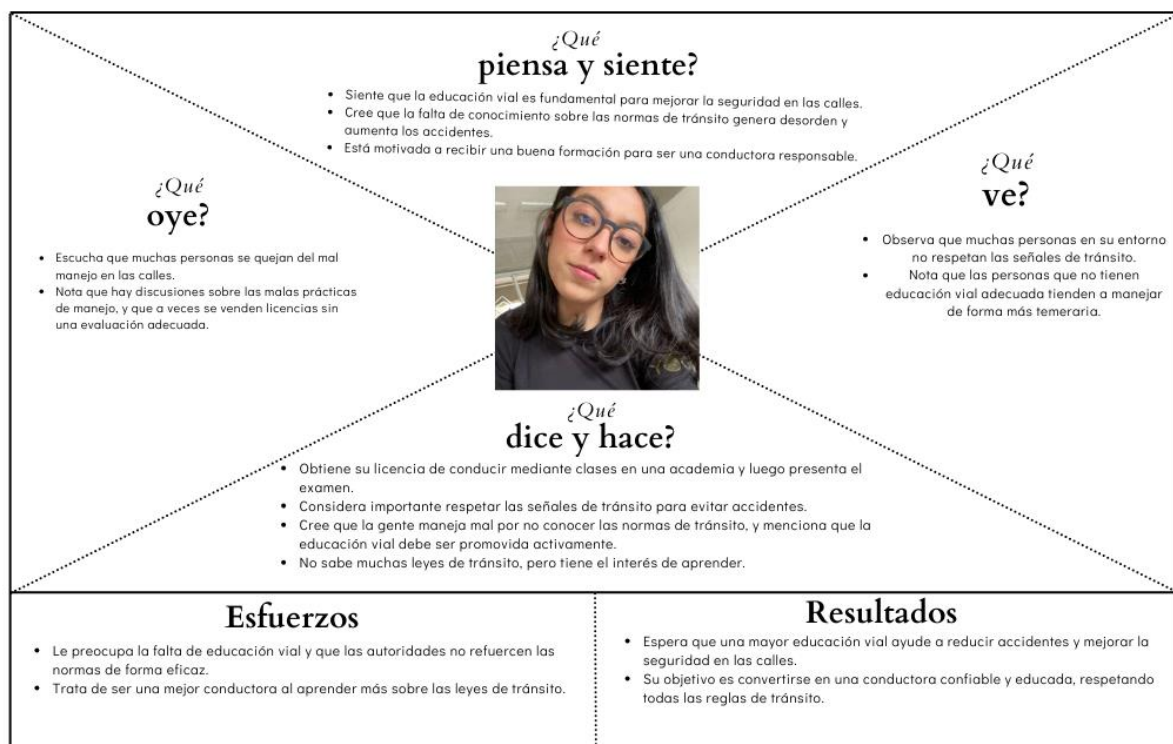 ¿Qué
piensa y siente?
• Siente que la educación vial es fundamental para mejorar la seguridad en las calles.
• Cree que la falta de conocimiento sobre las normas de tránsito genera desorden y
aumenta los accidentes.
• Está motivada a recibir una buena formación para ser una conductora responsable.
¿Qué
oye?
• Escucha que muchas personas se quejan del mal
manejo en las calles.
• Nota que hay discusiones sobre las malas prácticas
de manejo, y que a veces se venden licencias sin
una evaluación adecuada.
¿Qué
ve?
• Observa que muchas personas en su entorno
no respetan las señales de tránsito.
• Nota que las personas que no tienen
educación vial adecuada tienden a manejar
de forma más temeraria.
¿Qué
dice y hace?
• Obtiene su licencia de conducir mediante clases en una academia y luego presenta el
examen.
• Considera importante respetar las señales de tránsito para evitar accidentes.
• Cree que la gente maneja mal por no conocer las normas de tránsito, y menciona que la
educación vial debe ser promovida activamente.
• No sabe muchas leyes de tránsito, pero tiene el interés de aprender.
Esfuerzos
• Le preocupa la falta de educación vial y que las autoridades no refuercen las
normas de forma eficaz.
• Trata de ser una mejor conductora al aprender más sobre las leyes de tránsito.
Resultados
• Espera que una mayor educación vial ayude a reducir accidentes y mejorar la
seguridad en las calles.
• Su objetivo es convertirse en una conductora confiable y educada, respetando
todas las reglas de tránsito.